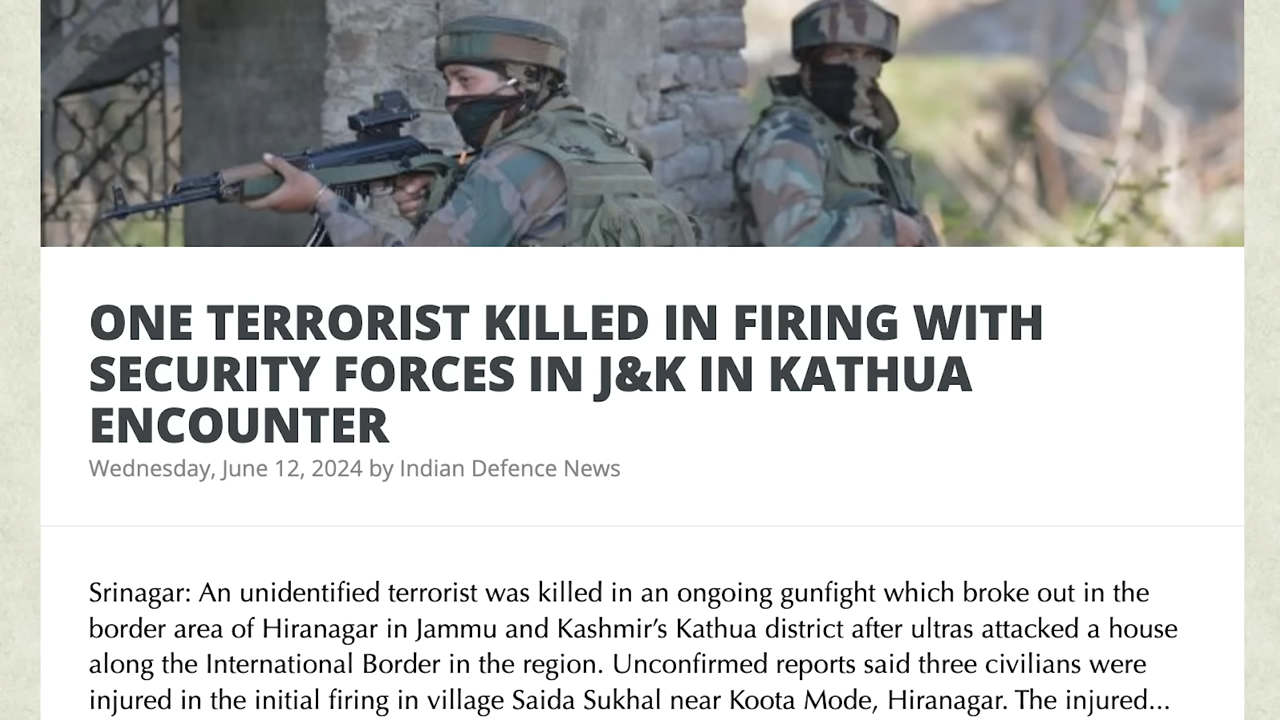 ONE TERRORIST KILLED IN FIRING WITH
SECURITY FORCES IN J&K IN KATHUA
ENCOUNTER
Wednesday, June 12, 2024 by Indian Defence News
Srinagar: An unidentified terrorist was killed in an ongoing gunfight which broke out in the
border area of Hiranagar in Jammu and Kashmir’s Kathua district after ultras attacked a house
along the International Border in the region. Unconfirmed reports said three civilians were
injured in the initial firing in village Saida Sukhal near Koota Mode, Hiranagar. The injured...